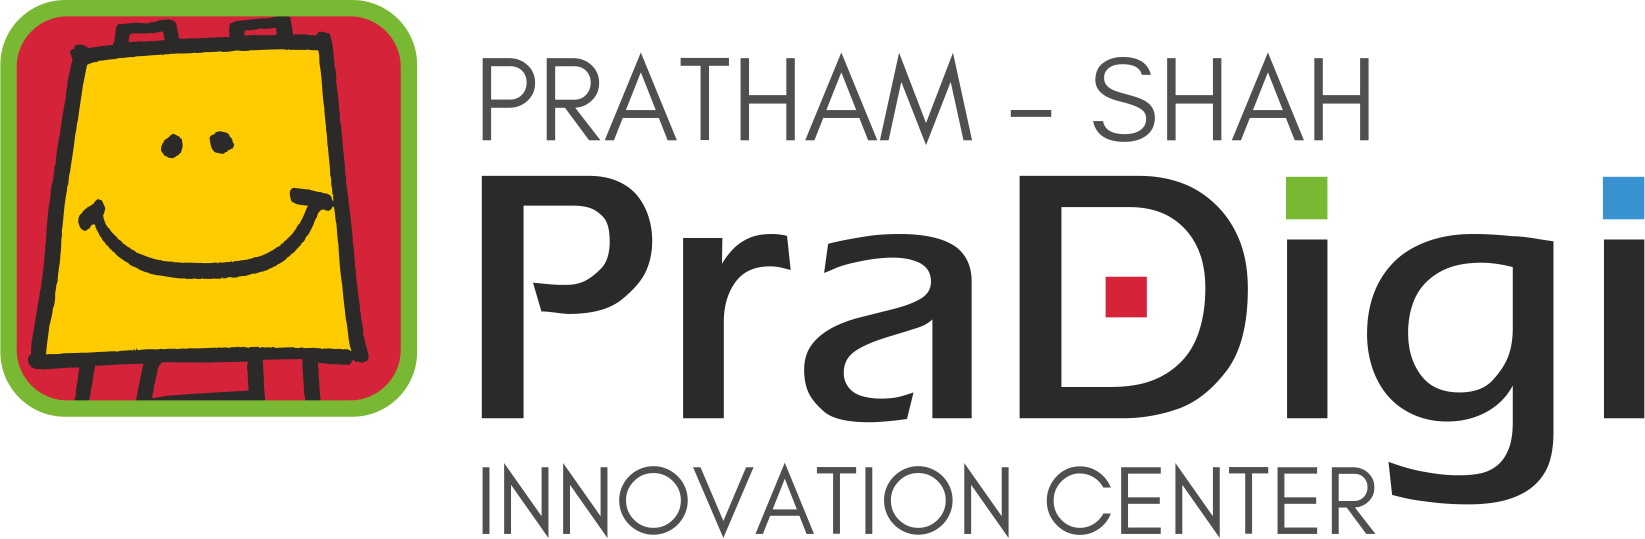 PRATHAM – SHAH
PraDigi
INNOVATION CENTER